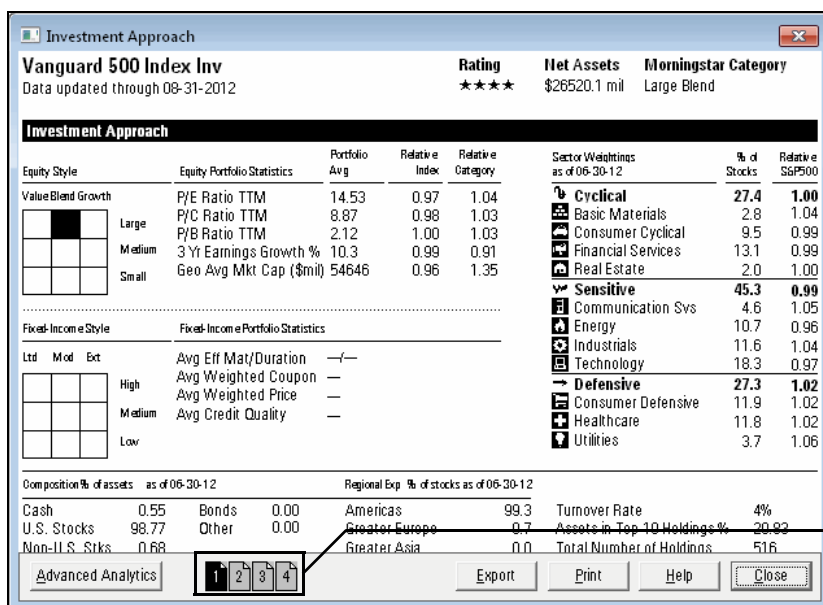 Investment Approach
Vanguard 500 Index Inv
Data updated through 08-31-2012
Rating
★★★★
Net Assets
$26520.1 mil
Morningstar Category
Large Blend
Investment Approach
Equity Style
Value Blend Growth
Large
Medium
Small
Equity Portfolio Statistics Portfolio Avg Relative Index Relative Category
P/E Ratio TTM 14.53 0.97 1.04
P/C Ratio TTM 8.87 0.98 1.03
P/B Ratio TTM 2.12 1.00 1.03
3 Yr Earnings Growth % 10.3 0.99 0.91
Geo Avg Mkt Cap ($mil) 54646 0.96 1.35
Fixed-Income Style
Ltd Mod Ext
High
Medium
Low
Fixed-Income Portfolio Statistics
Avg Eff Mat/Duration —/—
Avg Weighted Coupon —
Avg Weighted Price —
Avg Credit Quality —
Sector Weightings as of 06-30-12 % of Stocks Relative S&P500
Cyclical 27.4 1.00
Basic Materials 2.8 1.04
Consumer Cyclical 9.5 0.99
Financial Services 13.1 0.99
Real Estate 2.0 1.00
Sensitive 45.3 0.99
Communication Svs 4.6 1.05
Energy 10.7 0.96
Industrials 11.6 1.04
Technology 18.3 0.97
Defensive 27.3 1.02
Consumer Defensive 11.9 1.02
Healthcare 11.8 1.02
Utilities 3.7 1.06
Composition % of assets as of 06-30-12
Cash 0.55 Bonds 0.00
U.S. Stocks 98.77 Other 0.00
Non-U.S. Stks 0.68
Regional Exp % of stocks as of 06-30-12
Americas 99.3
Greater Europe 0.7
Greater Asia 0.0
Turnover Rate 4%
Assets in Top 10 Holdings % 20.83
Total Number of Holdings 516
Advanced Analytics
1 2 3 4
Export
Print
Help
Close